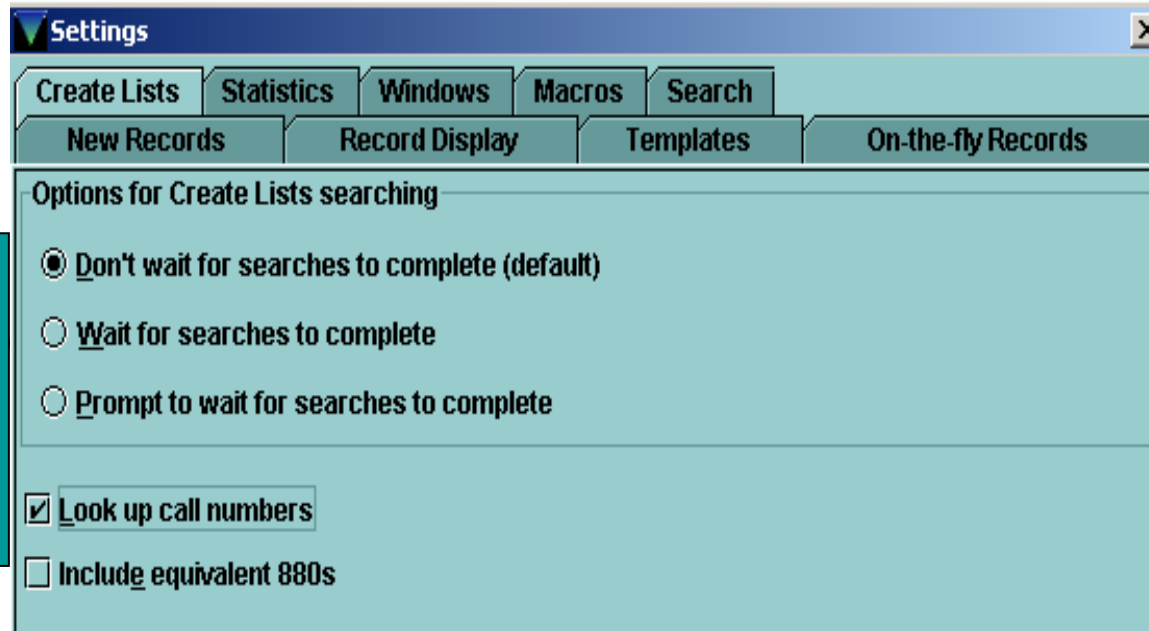 Settings
Create Lists Statistics Windows Macros Search
New Records Record Display Templates On-the-fly Records
Options for Create Lists searching
Don't wait for searches to complete (default)
Wait for searches to complete
Prompt to wait for searches to complete
Look up call numbers
Include equivalent 880s